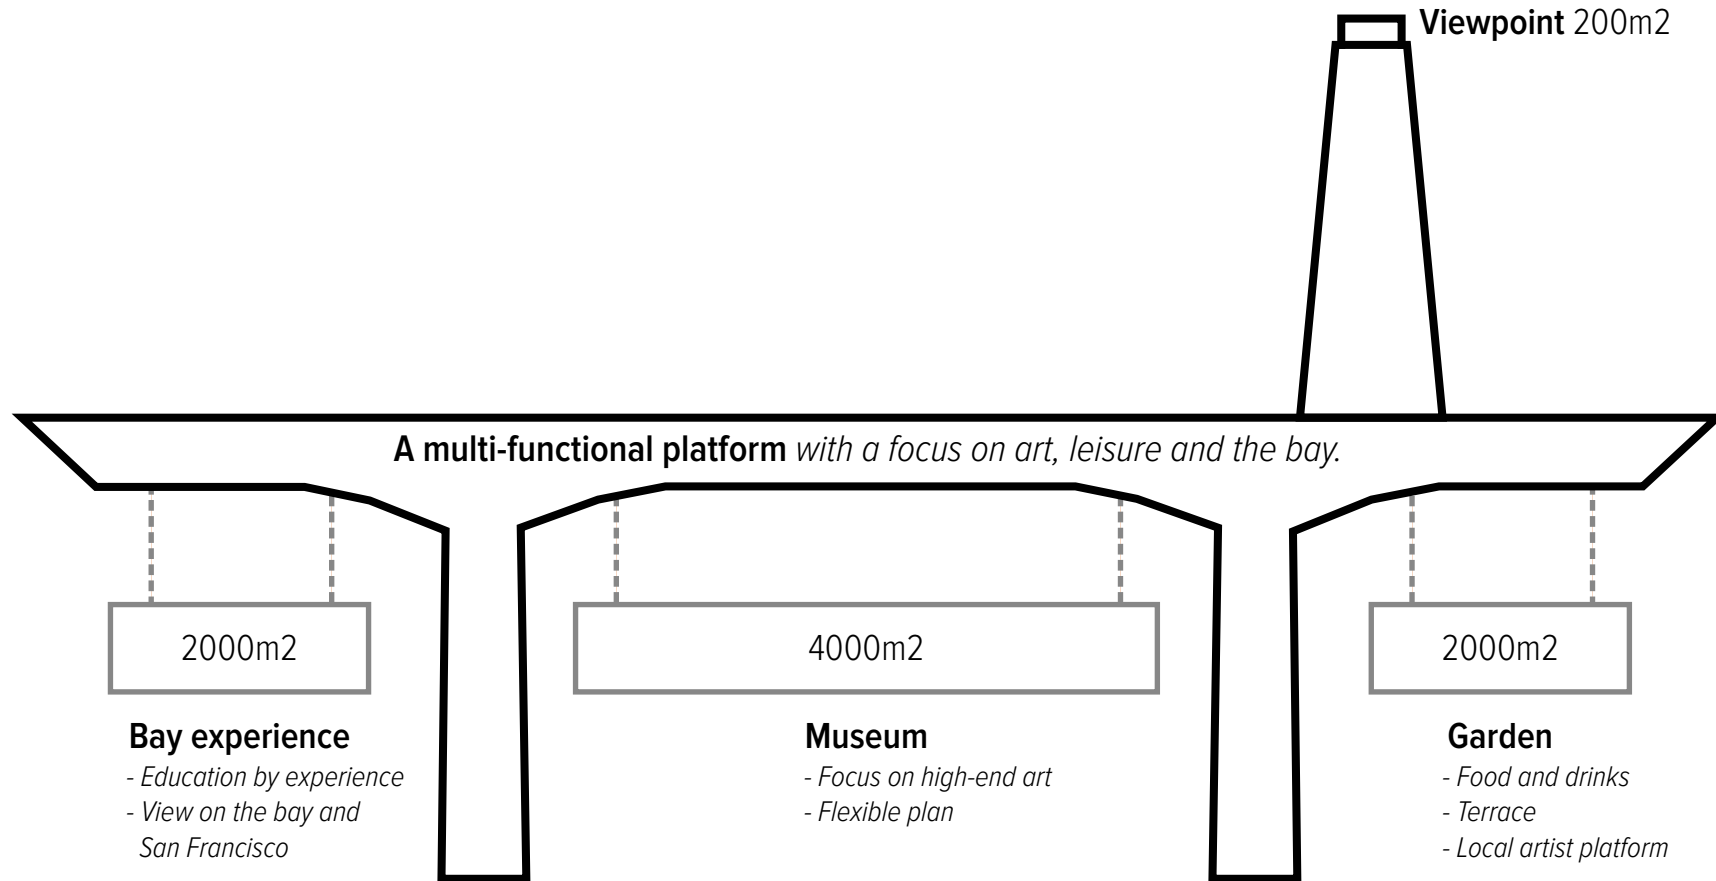 Viewpoint 200m2
A multi-functional platform with a focus on art, leisure and the bay.
2000m2
4000m2
2000m2
Bay experience
- Education by experience
- View on the bay and
San Francisco
Museum
- Focus on high-end art
- Flexible plan
Garden
- Food and drinks
- Terrace
- Local artist platform